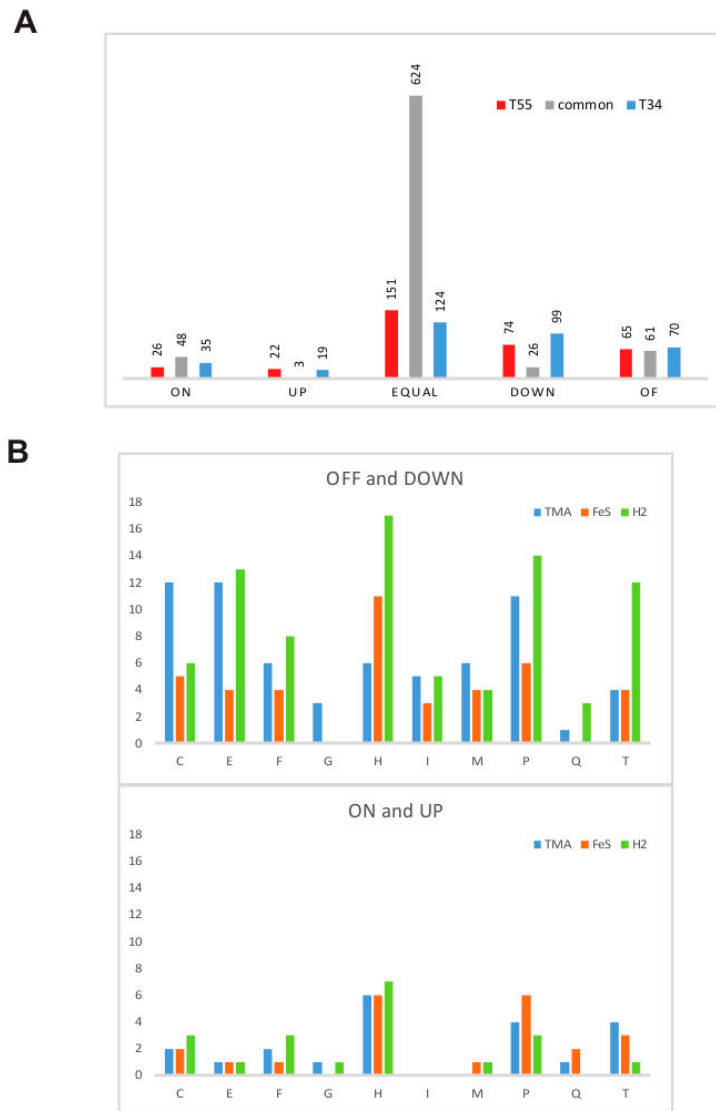 A
624
T55 common T34
151
124
99
74
65 61 70
26 48 35
22 3 19
26
ON UP EQUAL DOWN OF
B
OFF and DOWN
18
TMA FeS H2
16
14
12
10
8
6
4
2
0
C E F G H I M P Q T
ON and UP
18
TMA FeS H2
16
14
12
10
8
6
4
2
0
C E F G H I M P Q T